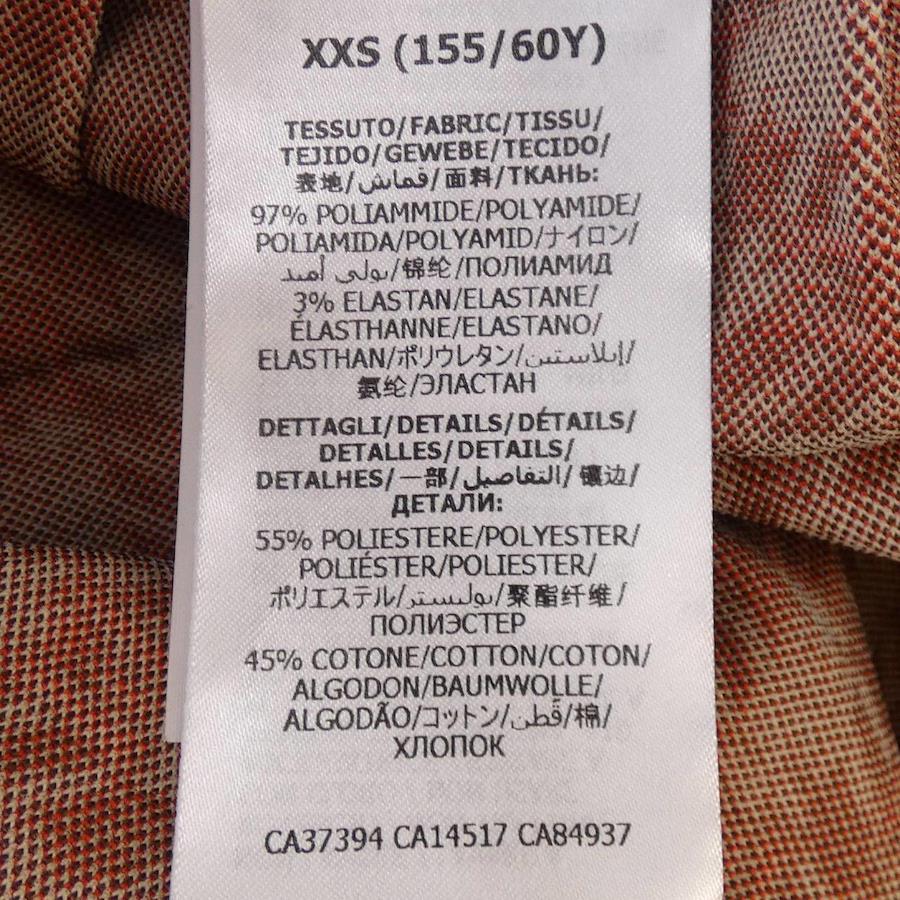 XXS (155/60Y)
TESSUTO/FABRIC/TISSU/
TEJIDO/GEWEBE/TECIDO/
表地/قماش/面料/ТКАНЬ:
97% POLIAMMIDE/POLYAMIDE/
POLIAMIDA/POLYAMID/ナイロン/
بولي أميد/锦纶/ПОЛИАМИД
3% ELASTAN/ELASTANE/
ÉLASTHANNE/ELASTANO/
ELASTHAN/ポリウレタン/إيلاستين/
氨纶/ЭЛАСТАН
DETTAGLI/DETAILS/DÉTAILS/
DETALLES/DETAILS/
DETALHES/一部/التفاصيل/镶边/
ДЕТАЛИ:
55% POLIESTERE/POLYESTER/
POLIÉSTER/POLIESTER/
ポリエステル/بوليستر/聚酯纤维/
ПОЛИЭСТЕР
45% COTONE/COTTON/COTON/
ALGODON/BAUMWOLLE/
ALGODÃO/コットン/قطن/棉/
ХЛОПОК
CA37394 CA14517 CA84937